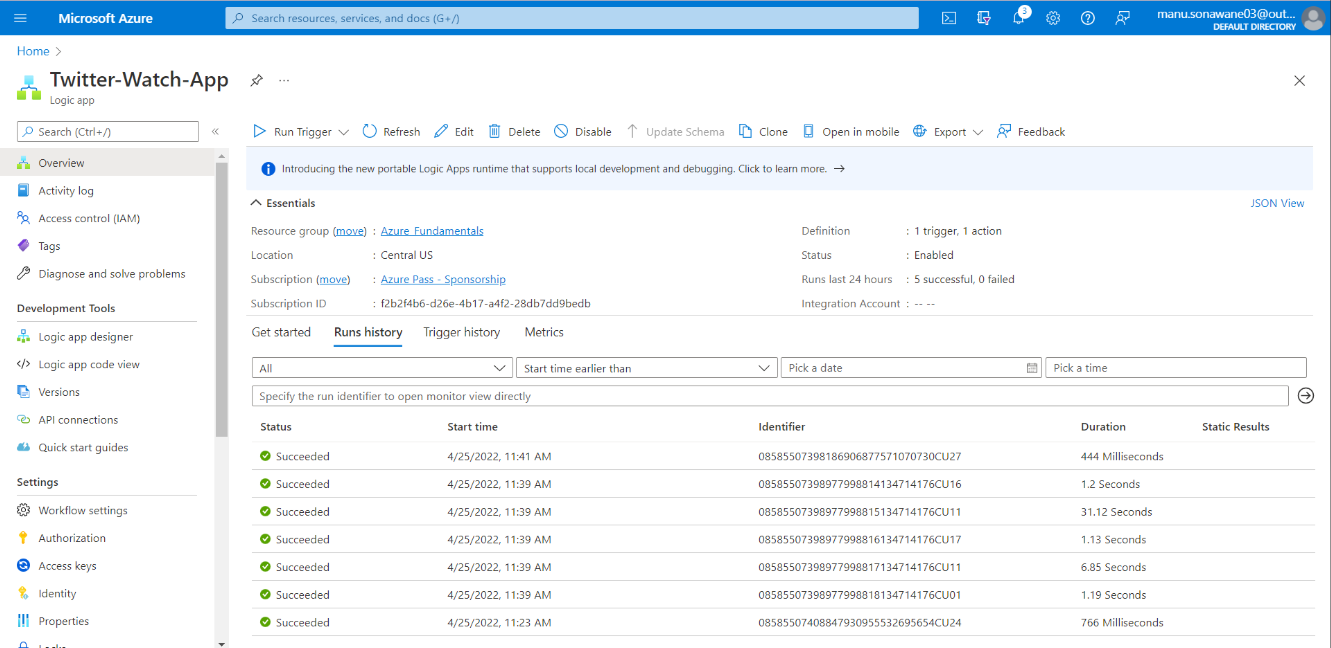 Microsoft Azure
Search resources, services, and docs (G+/)
3
manu.sonawane03@out...
DEFAULT DIRECTORY
Home >
Twitter-Watch-App ...
Logic app
Search (Ctrl+/) «
Run Trigger Refresh Edit Delete Disable Update Schema Clone Open in mobile Export Feedback
Introducing the new portable Logic Apps runtime that supports local development and debugging. Click to learn more. →
Overview
Activity log
Access control (IAM)
Tags
Diagnose and solve problems
Development Tools
Logic app designer
Logic app code view
Versions
API connections
Quick start guides
Settings
Workflow settings
Authorization
Access keys
Identity
Properties
Locks
Essentials JSON View
Resource group (move) : Azure_Fundamentals
Location : Central US
Subscription (move) : Azure Pass - Sponsorship
Subscription ID : f2b2f4b6-d26e-4b17-a4f2-28db7dd9bedb
Definition : 1 trigger, 1 action
Status : Enabled
Runs last 24 hours : 5 successful, 0 failed
Integration Account : -- --
Get started Runs history Trigger history Metrics
All Start time earlier than Pick a date Pick a time
Specify the run identifier to open monitor view directly
Status Start time Identifier Duration Static Results
Succeeded 4/25/2022, 11:41 AM 08585507398186906877571070730CU27 444 Milliseconds
Succeeded 4/25/2022, 11:39 AM 08585507398977998814134714176CU16 1.2 Seconds
Succeeded 4/25/2022, 11:39 AM 08585507398977998815134714176CU11 31.12 Seconds
Succeeded 4/25/2022, 11:39 AM 08585507398977998816134714176CU17 1.13 Seconds
Succeeded 4/25/2022, 11:39 AM 08585507398977998817134714176CU11 6.85 Seconds
Succeeded 4/25/2022, 11:39 AM 08585507398977998818134714176CU01 1.19 Seconds
Succeeded 4/25/2022, 11:23 AM 08585507408847930955532695654CU24 766 Milliseconds